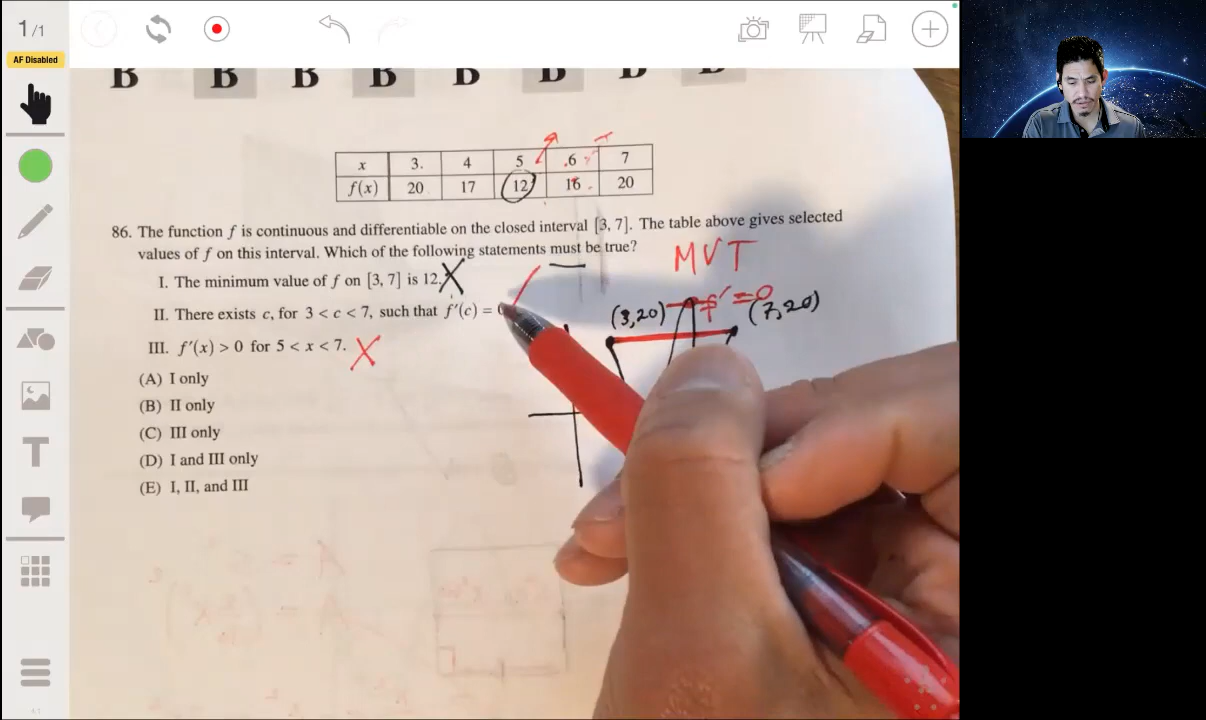 1/1
AF Disabled
B B B B B B B B
x 3. 4 5 .6 7
f(x) 20 17 12 16 20
86. The function f is continuous and differentiable on the closed interval [3, 7]. The table above gives selected
values of f on this interval. Which of the following statements must be true?
MVT
I. The minimum value of f on [3, 7] is 12. X
f′=0
II. There exists c, for 3 < c < 7, such that f′(c) =
(3,20) (7,20)
III. f′(x) > 0 for 5 < x < 7. X
(A) I only
(B) II only
(C) III only
(D) I and III only
(E) I, II, and III
T